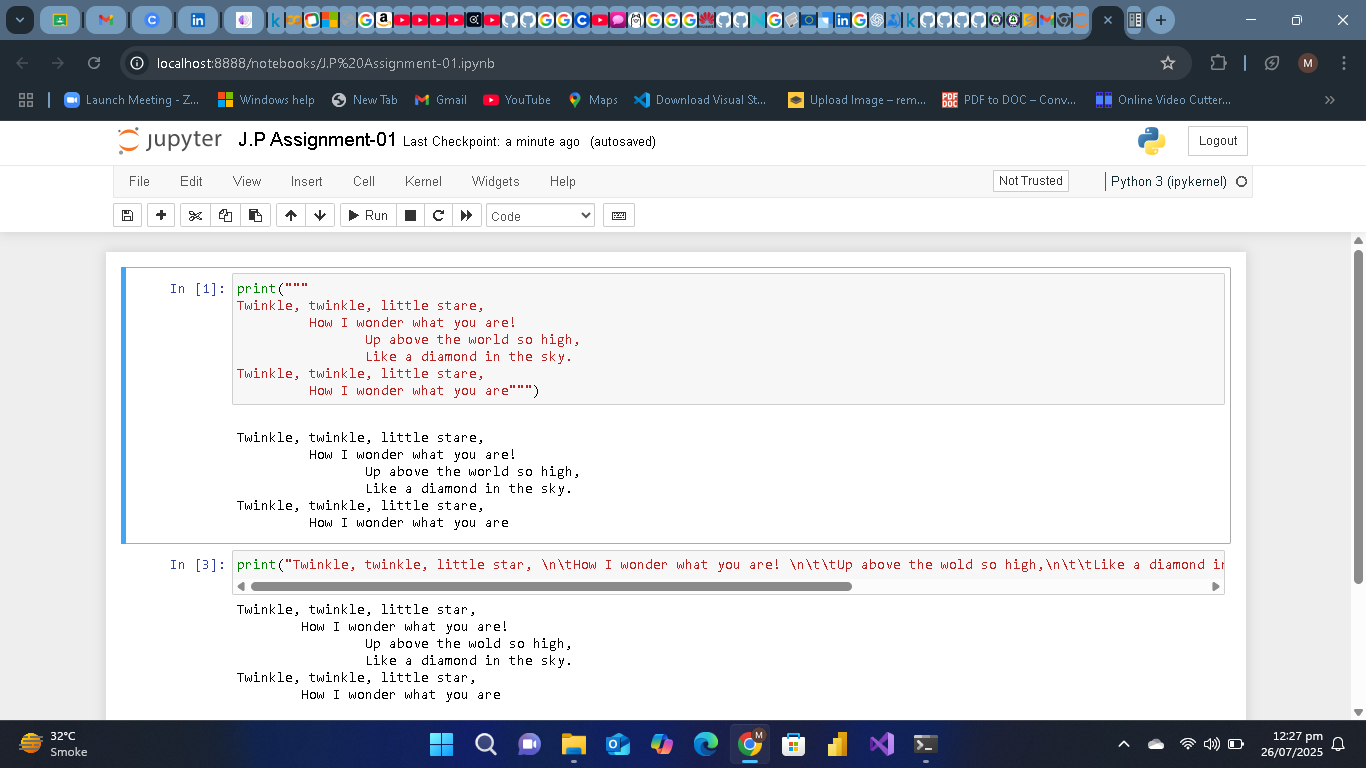 localhost:8888/notebooks/J.P%20Assignment-01.ipynb
M
Launch Meeting - Z...
Windows help
New Tab
Gmail
YouTube
Maps
Download Visual St...
Upload Image – rem...
PDF to DOC – Conv...
Online Video Cutter...
jupyter J.P Assignment-01 Last Checkpoint: a minute ago (autosaved)
Logout
File Edit View Insert Cell Kernel Widgets Help
Not Trusted
Python 3 (ipykernel)
Run
Code
In [1]: print("""
Twinkle, twinkle, little stare,
How I wonder what you are!
Up above the world so high,
Like a diamond in the sky.
Twinkle, twinkle, little stare,
How I wonder what you are""")
Twinkle, twinkle, little stare,
How I wonder what you are!
Up above the world so high,
Like a diamond in the sky.
Twinkle, twinkle, little stare,
How I wonder what you are
In [3]: print("Twinkle, twinkle, little star, \n\tHow I wonder what you are! \n\t\tUp above the wold so high,\n\t\tLike a diamond in
Twinkle, twinkle, little star,
How I wonder what you are!
Up above the wold so high,
Like a diamond in the sky.
Twinkle, twinkle, little star,
How I wonder what you are
32°C
Smoke
12:27 pm
26/07/2025